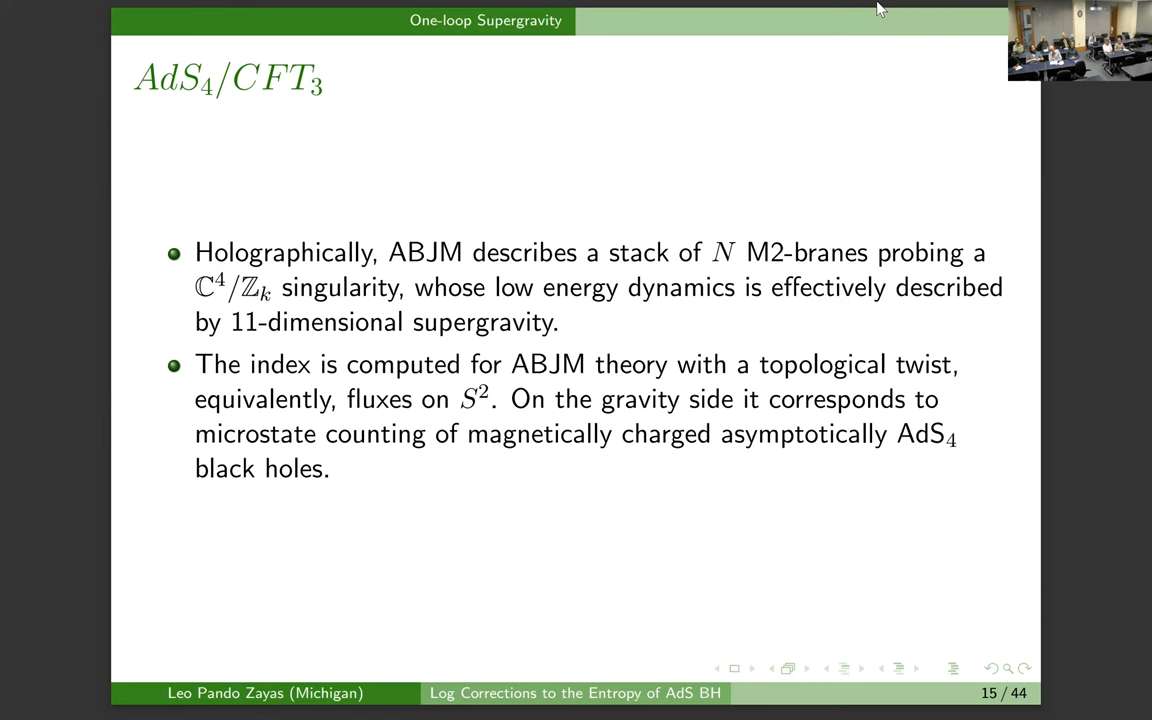 One-loop Supergravity
AdS₄/CFT₃
Holographically, ABJM describes a stack of N M2-branes probing a
ℂ⁴/ℤₖ singularity, whose low energy dynamics is effectively described
by 11-dimensional supergravity.
The index is computed for ABJM theory with a topological twist,
equivalently, fluxes on S². On the gravity side it corresponds to
microstate counting of magnetically charged asymptotically AdS₄
black holes.
Leo Pando Zayas (Michigan) Log Corrections to the Entropy of AdS BH 15 / 44